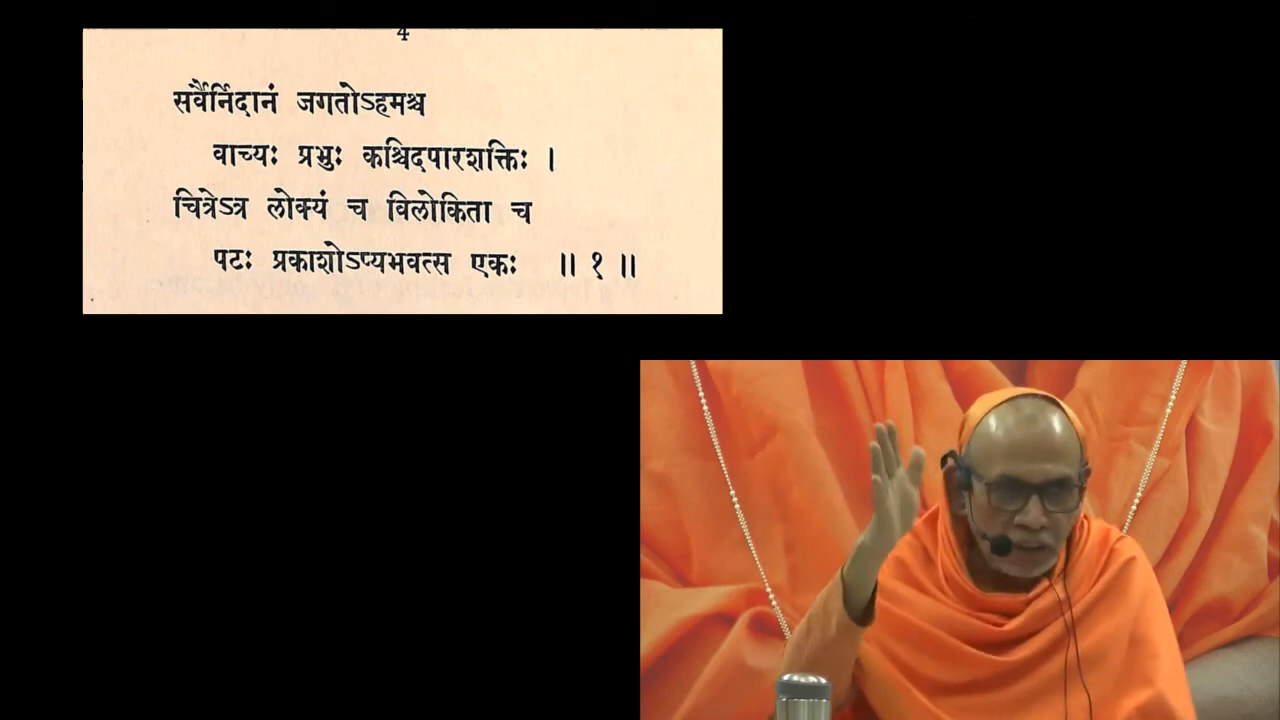 4
सर्वैर्निदानं जगतोऽहमश्च
वाच्यः प्रभुः कश्चिदपारशक्तिः ।
चित्रेऽत्र लोक्यं च विलोकिता च
पटः प्रकाशोऽप्यभवत्स एकः ॥ १ ॥